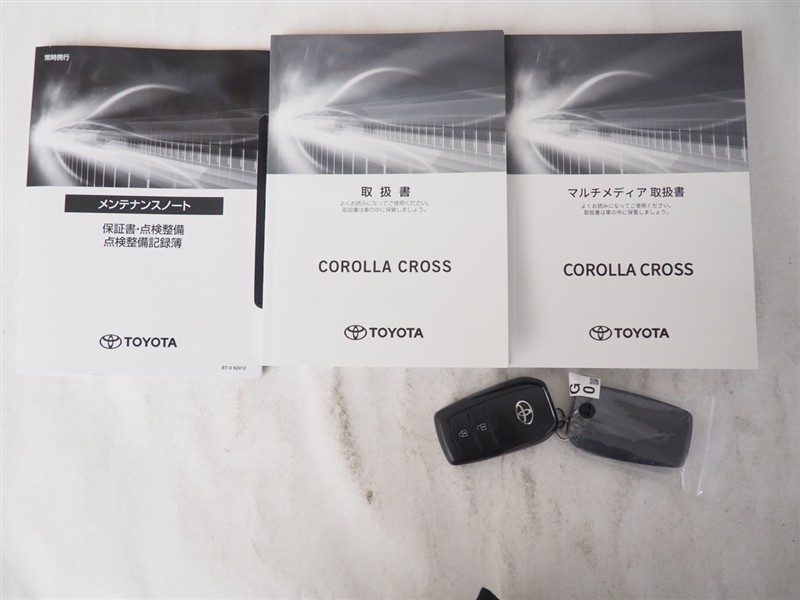 常時携行
メンテナンスノート
保証書・点検整備
点検整備記録簿
TOYOTA
BT-U 62412
取扱書
よくお読みになってご使用ください。
取扱書は車の中に保管しましょう。
COROLLA CROSS
TOYOTA
マルチメディア 取扱書
よくお読みになってご使用ください。
取扱書は車の中に保管しましょう。
COROLLA CROSS
TOYOTA
G
0